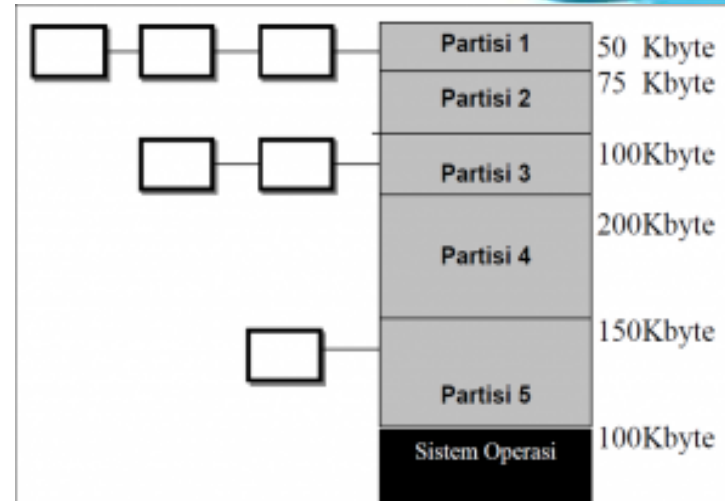 Partisi 1 50 Kbyte
75 Kbyte
Partisi 2
100Kbyte
Partisi 3
200Kbyte
Partisi 4
150Kbyte
Partisi 5
100Kbyte
Sistem Operasi